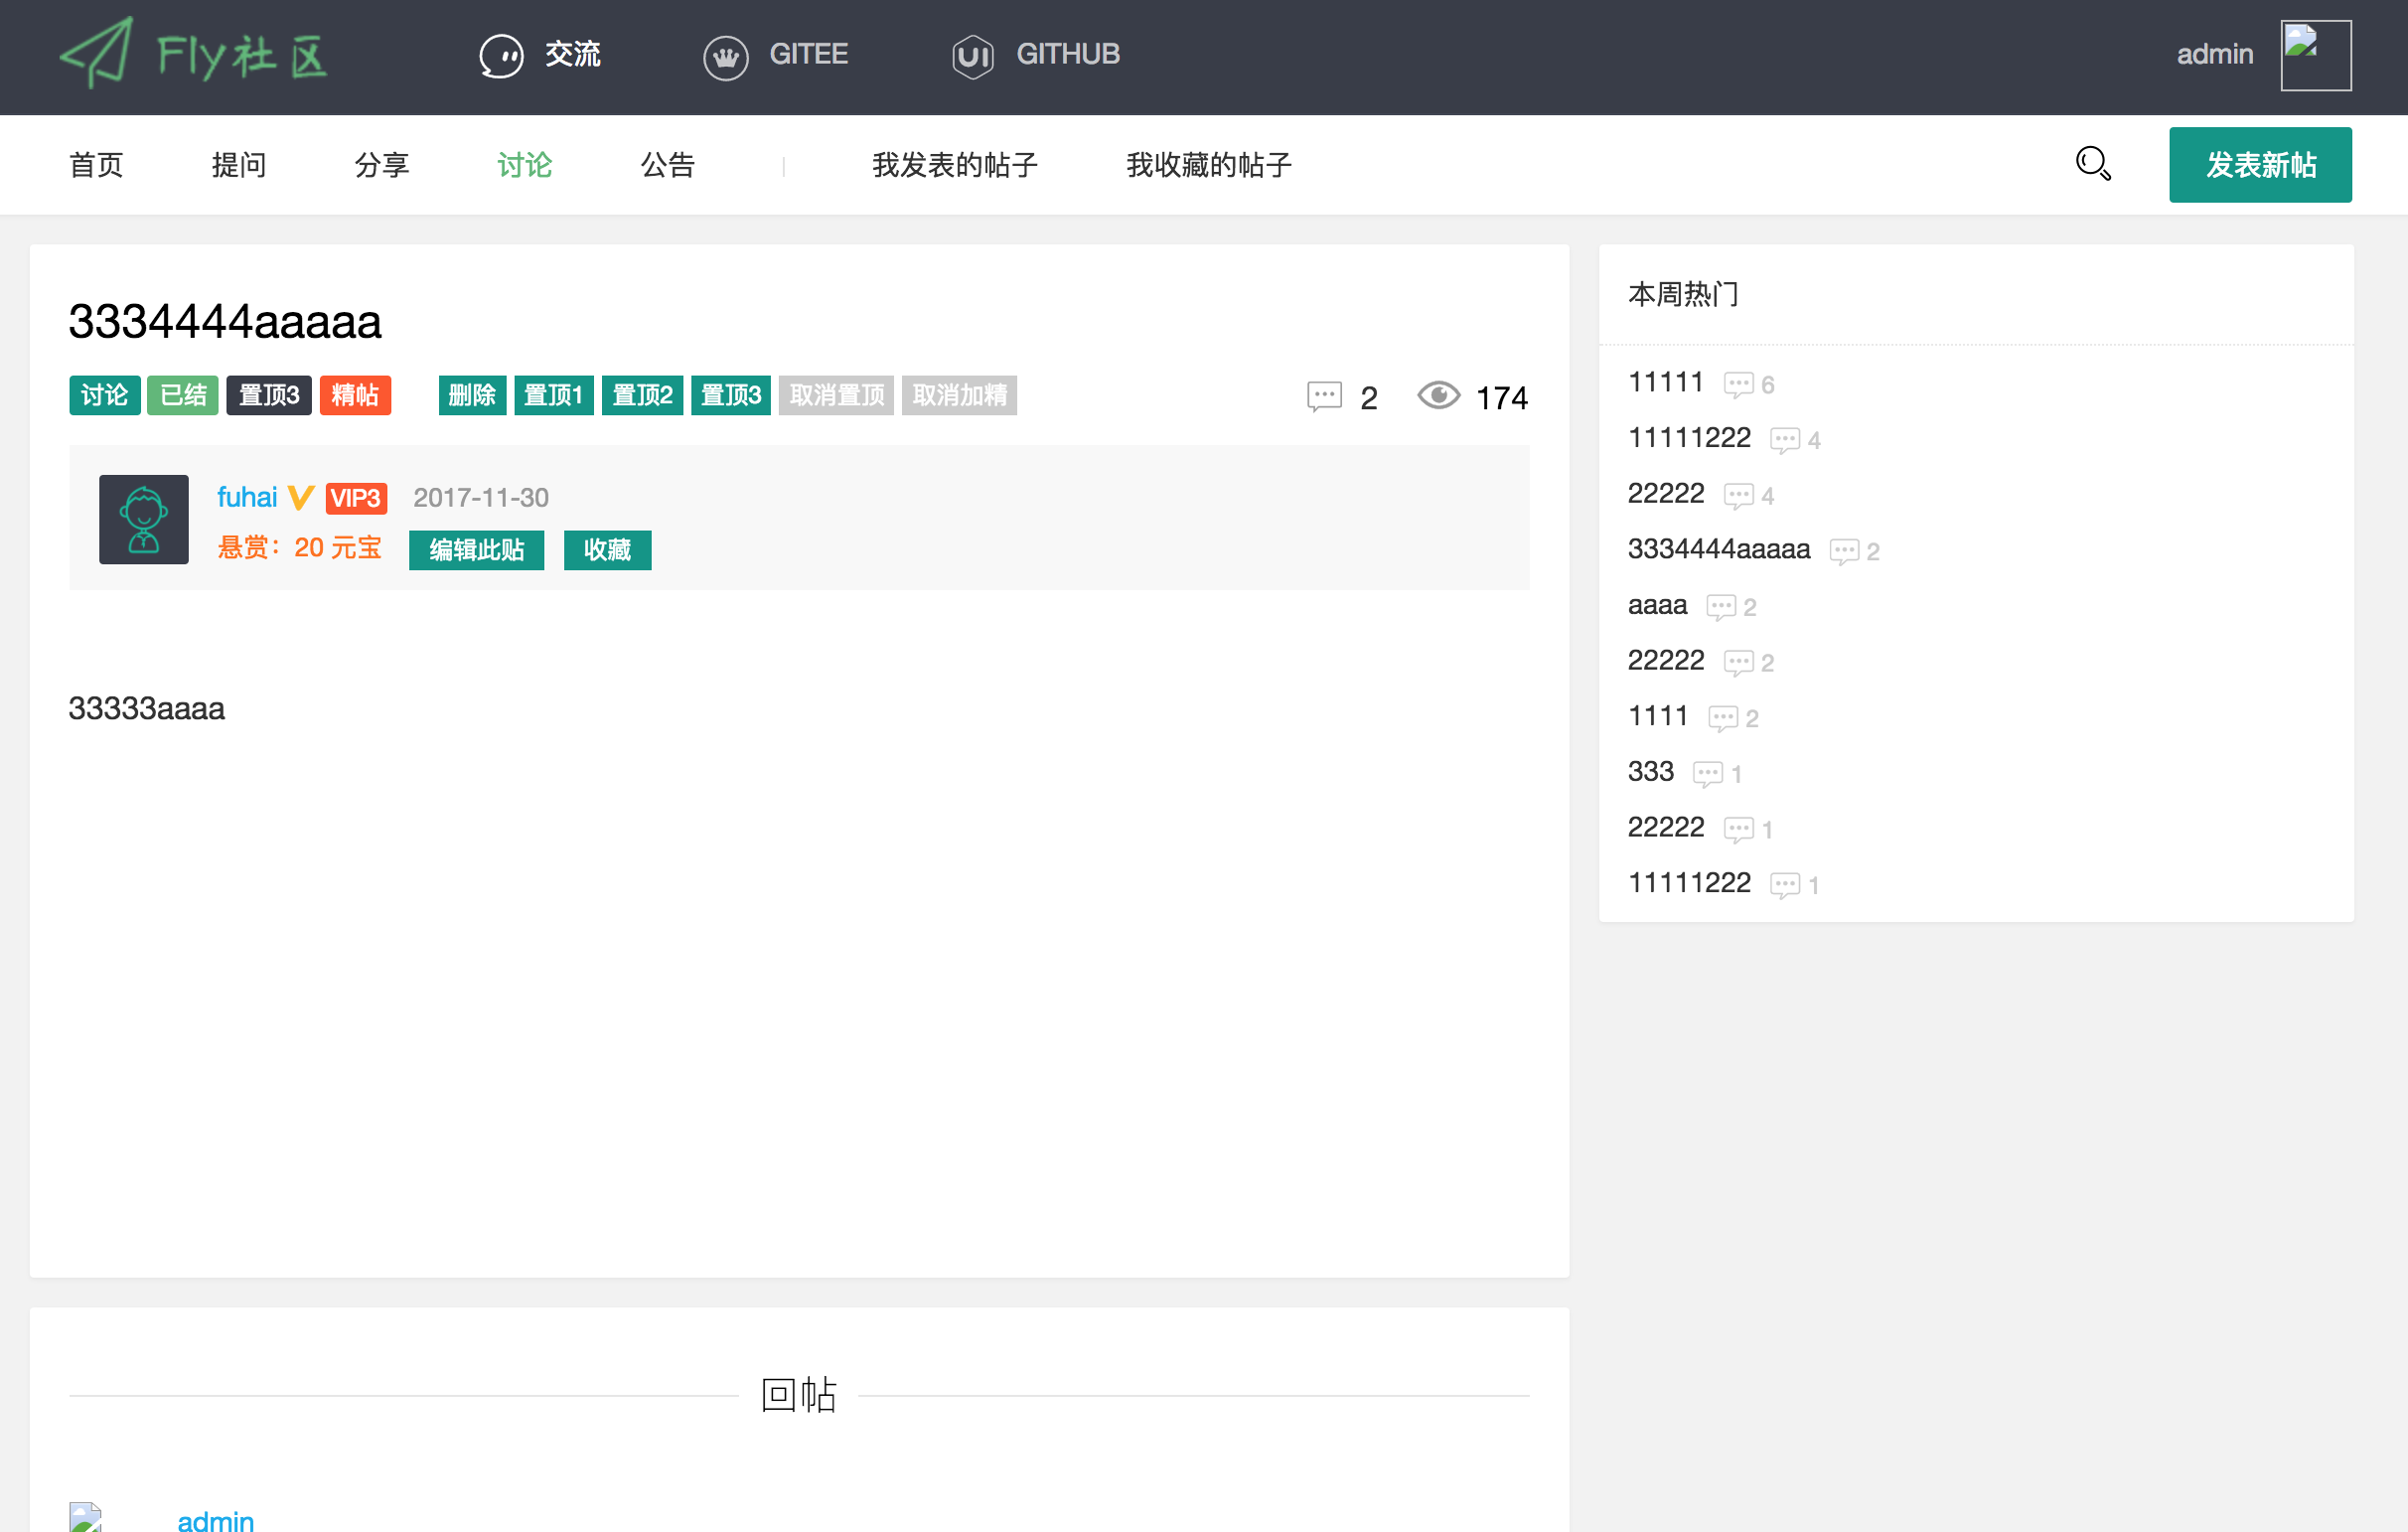 Fly社区 交流 GITEE GITHUB admin
首页 提问 分享 讨论 公告 我发表的帖子 我收藏的帖子 发表新帖
3334444aaaaa
讨论 已结 置顶3 精帖 删除 置顶1 置顶2 置顶3 取消置顶 取消加精 2 174
fuhai VIP3 2017-11-30
悬赏：20 元宝 编辑此贴 收藏
33333aaaa
本周热门
11111 6
11111222 4
22222 4
3334444aaaaa 2
aaaa 2
22222 2
1111 2
333 1
22222 1
11111222 1
回帖
admin